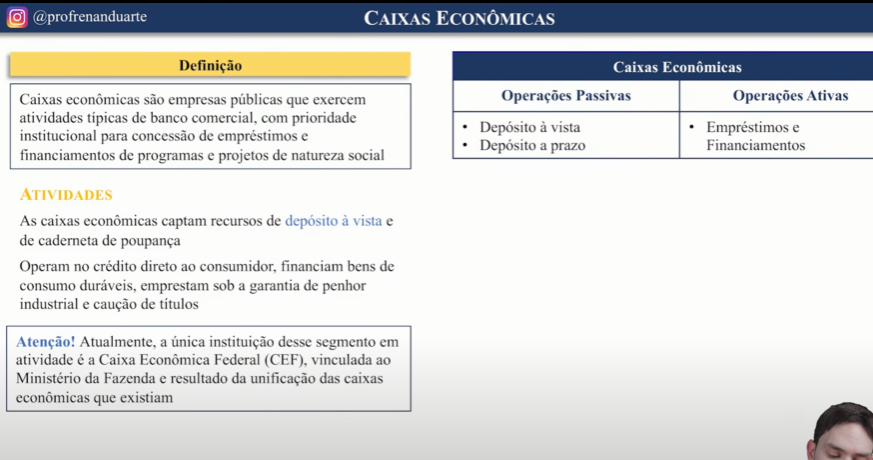 @profrenanduarte
CAIXAS ECONÔMICAS
Definição
Caixas econômicas são empresas públicas que exercem
atividades típicas de banco comercial, com prioridade
institucional para concessão de empréstimos e
financiamentos de programas e projetos de natureza social
ATIVIDADES
As caixas econômicas captam recursos de depósito à vista e
de caderneta de poupança
Operam no crédito direto ao consumidor, financiam bens de
consumo duráveis, emprestam sob a garantia de penhor
industrial e caução de títulos
Atenção! Atualmente, a única instituição desse segmento em
atividade é a Caixa Econômica Federal (CEF), vinculada ao
Ministério da Fazenda e resultado da unificação das caixas
econômicas que existiam
Caixas Econômicas
Operações Passivas
Operações Ativas
• Depósito à vista
• Depósito a prazo
• Empréstimos e
Financiamentos